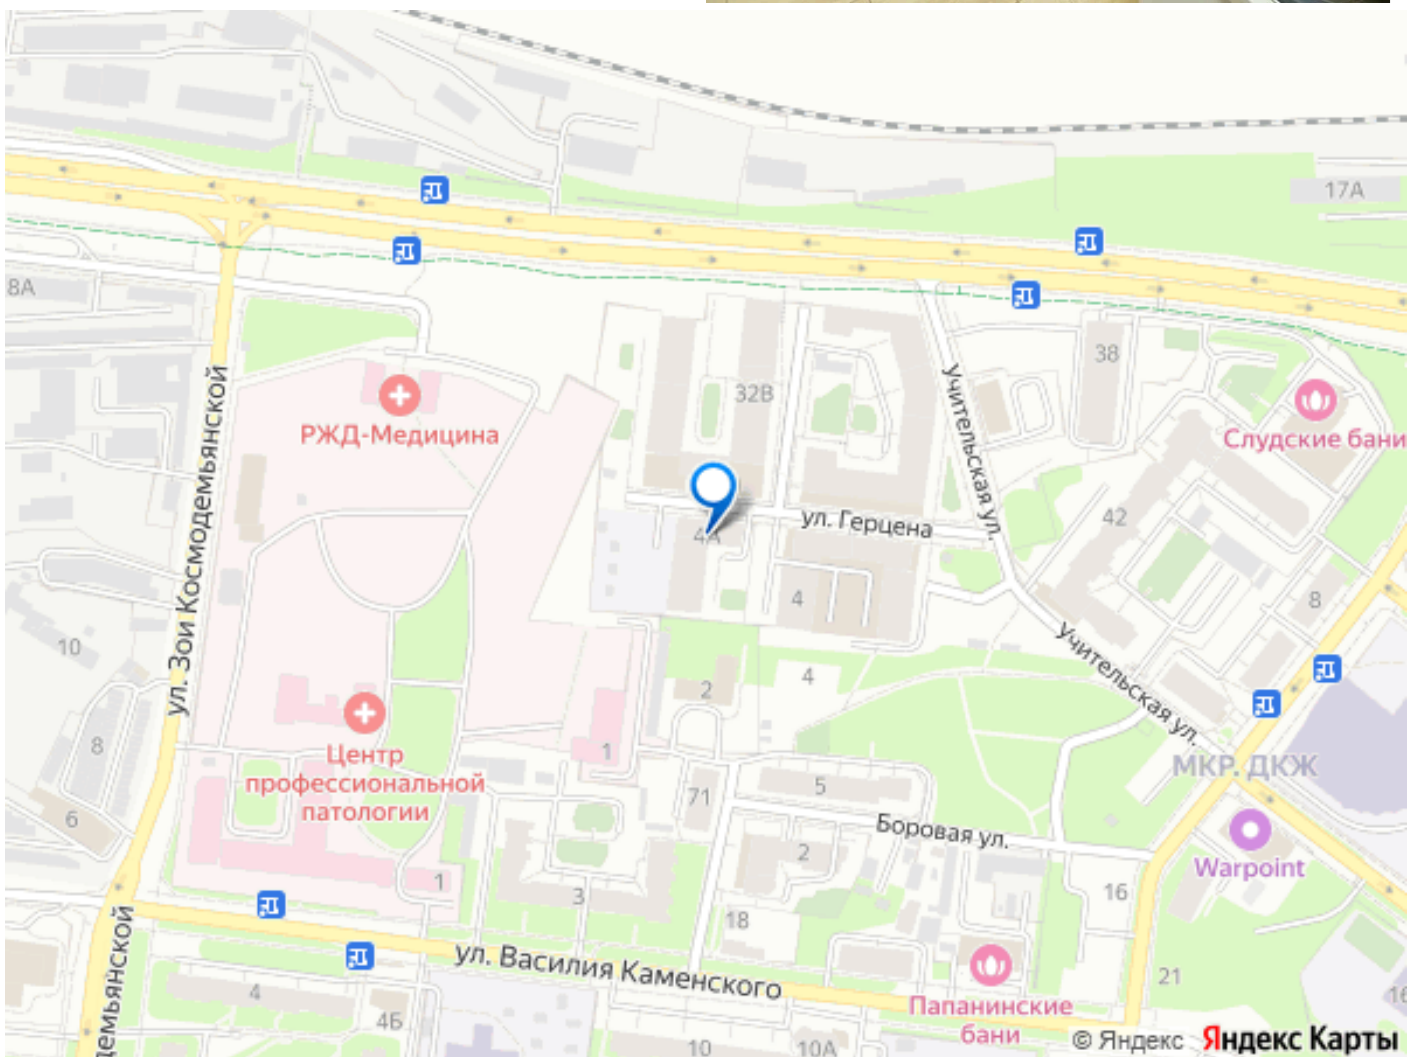 17А
8А
38
32В
Учительская ул.
ул. Зои Космодемьянской
РЖД-Медицина
Слудские бани
ул. Герцена
4А
42
4
8
10
Учительская ул.
2
4
8
Центр
профессиональной
патологии
1
МКР. ДКЖ
71
5
6
Боровая ул.
2
Warpoint
1
3
16
18
ул. Василия Каменского
21
4
4Б
Папанинские
бани
16
10
10А
демьянской
© Яндекс Яндекс Карты